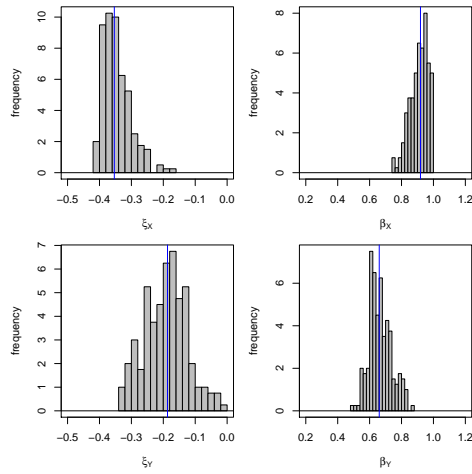 frequency
0 2 4 6 8 10
−0.5 −0.4 −0.3 −0.2 −0.1 0.0
ξX
frequency
0 2 4 6 8
0.2 0.4 0.6 0.8 1.0 1.2
βX
frequency
0 1 2 3 4 5 6 7
−0.5 −0.4 −0.3 −0.2 −0.1 0.0
ξY
frequency
0 2 4 6
0.2 0.4 0.6 0.8 1.0 1.2
βY